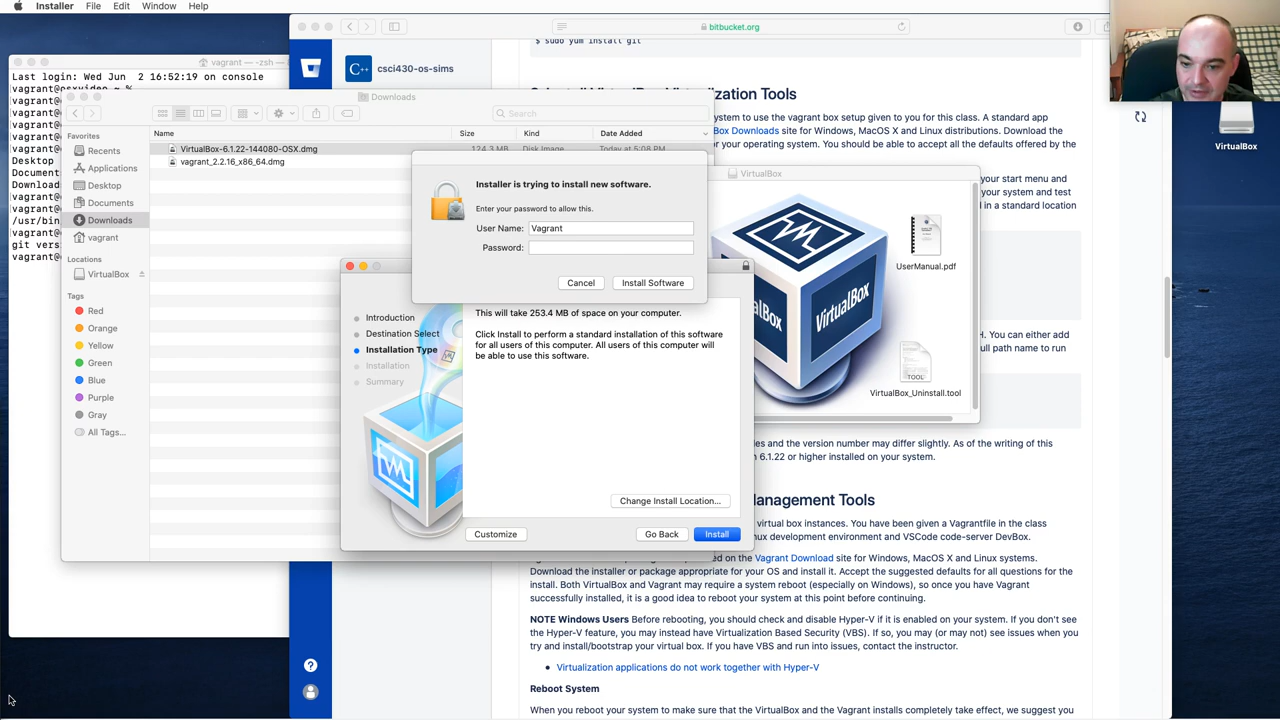 Installer File Edit Window Help
bitbucket.org
$ sudo yum install git
csci430-os-sims
vagrant — -zsh —
Last login: Wed Jun 2 16:52:19 on console
vagrant@osxvideo ~ %
vagrant@
vagrant@
vagrant@
vagrant@
vagrant@
vagrant@
Desktop
Document
Download
vagrant@
/usr/bin
vagrant@
git vers
vagrant@
Downloads
Search
Favorites
Recents
Applications
Desktop
Documents
Downloads
vagrant
Locations
VirtualBox
Tags
Red
Orange
Yellow
Green
Blue
Purple
Gray
All Tags...
Name Size Kind Date Added
VirtualBox-6.1.22-144080-OSX.dmg 124.3 MB Disk Image Today at 5:08 PM
vagrant_2.2.16_x86_64.dmg
Installer is trying to install new software.
Enter your password to allow this.
User Name: Vagrant
Password:
Cancel Install Software
Introduction
Destination Select
Installation Type
Installation
Summary
This will take 253.4 MB of space on your computer.
Click Install to perform a standard installation of this software
for all users of this computer. All users of this computer will
be able to use this software.
Change Install Location...
Customize Go Back Install
VirtualBox
VirtualBox
UserManual.pdf
TOOL
VirtualBox_Uninstall.tool
VirtualBox
Virtualization Tools
system to use the vagrant box setup given to you for this class. A standard app
Box Downloads site for Windows, MacOS X and Linux distributions. Download the
for your operating system. You should be able to accept all the defaults offered by the
your start menu and
your system and test
d in a standard location
H. You can either add
ull path name to run
les and the version number may differ slightly. As of the writing of this
n 6.1.22 or higher installed on your system.
Management Tools
virtual box instances. You have been given a Vagrantfile in the class
nux development environment and VSCode code-server DevBox.
ed on the Vagrant Download site for Windows, MacOS X and Linux systems.
Download the installer or package appropriate for your OS and install it. Accept the suggested defaults for all questions for the
install. Both VirtualBox and Vagrant may require a system reboot (especially on Windows), so once you have Vagrant
successfully installed, it is a good idea to reboot your system at this point before continuing.
NOTE Windows Users Before rebooting, you should check and disable Hyper-V if it is enabled on your system. If you don't see
the Hyper-V feature, you may instead have Virtualization Based Security (VBS). If so, you may (or may not) see issues when you
try and install/bootstrap your virtual box. If you have VBS and run into issues, contact the instructor.
Virtualization applications do not work together with Hyper-V
Reboot System
When you reboot your system to make sure that the VirtualBox and the Vagrant installs completely take effect, we suggest you